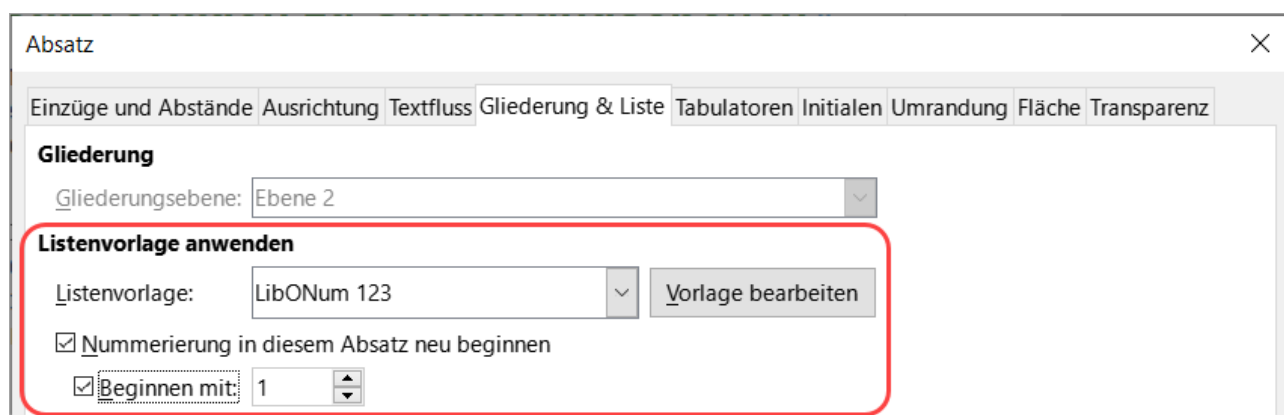 Absatz
Einzüge und Abstände Ausrichtung Textfluss Gliederung & Liste Tabulatoren Initialen Umrandung Fläche Transparenz
Gliederung
Gliederungsebene: Ebene 2
Listenvorlage anwenden
Listenvorlage: LibONum 123 Vorlage bearbeiten
Nummerierung in diesem Absatz neu beginnen
Beginnen mit: 1